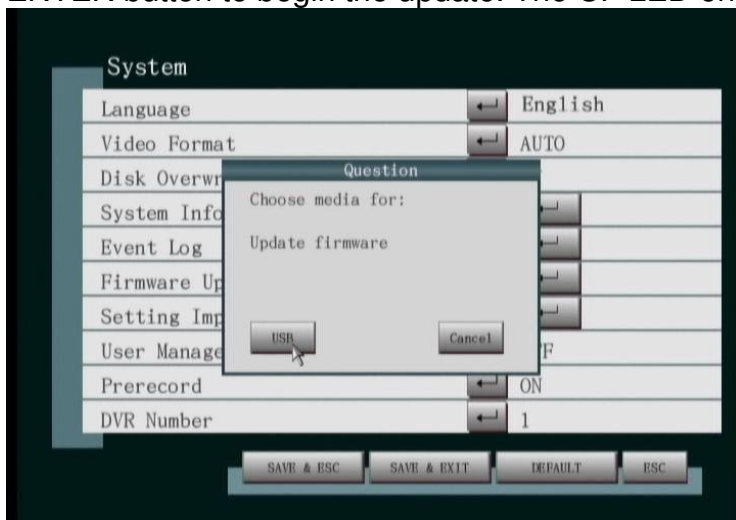 System
Language English
Video Format AUTO
Disk Overwr
Question
Choose media for:
System Info
Event Log
Update firmware
Firmware Up
Setting Imp
USB
Cancel
User Manage
Prerecord ON
DVR Number 1
SAVE & ESC SAVE & EXIT DEFAULT ESC